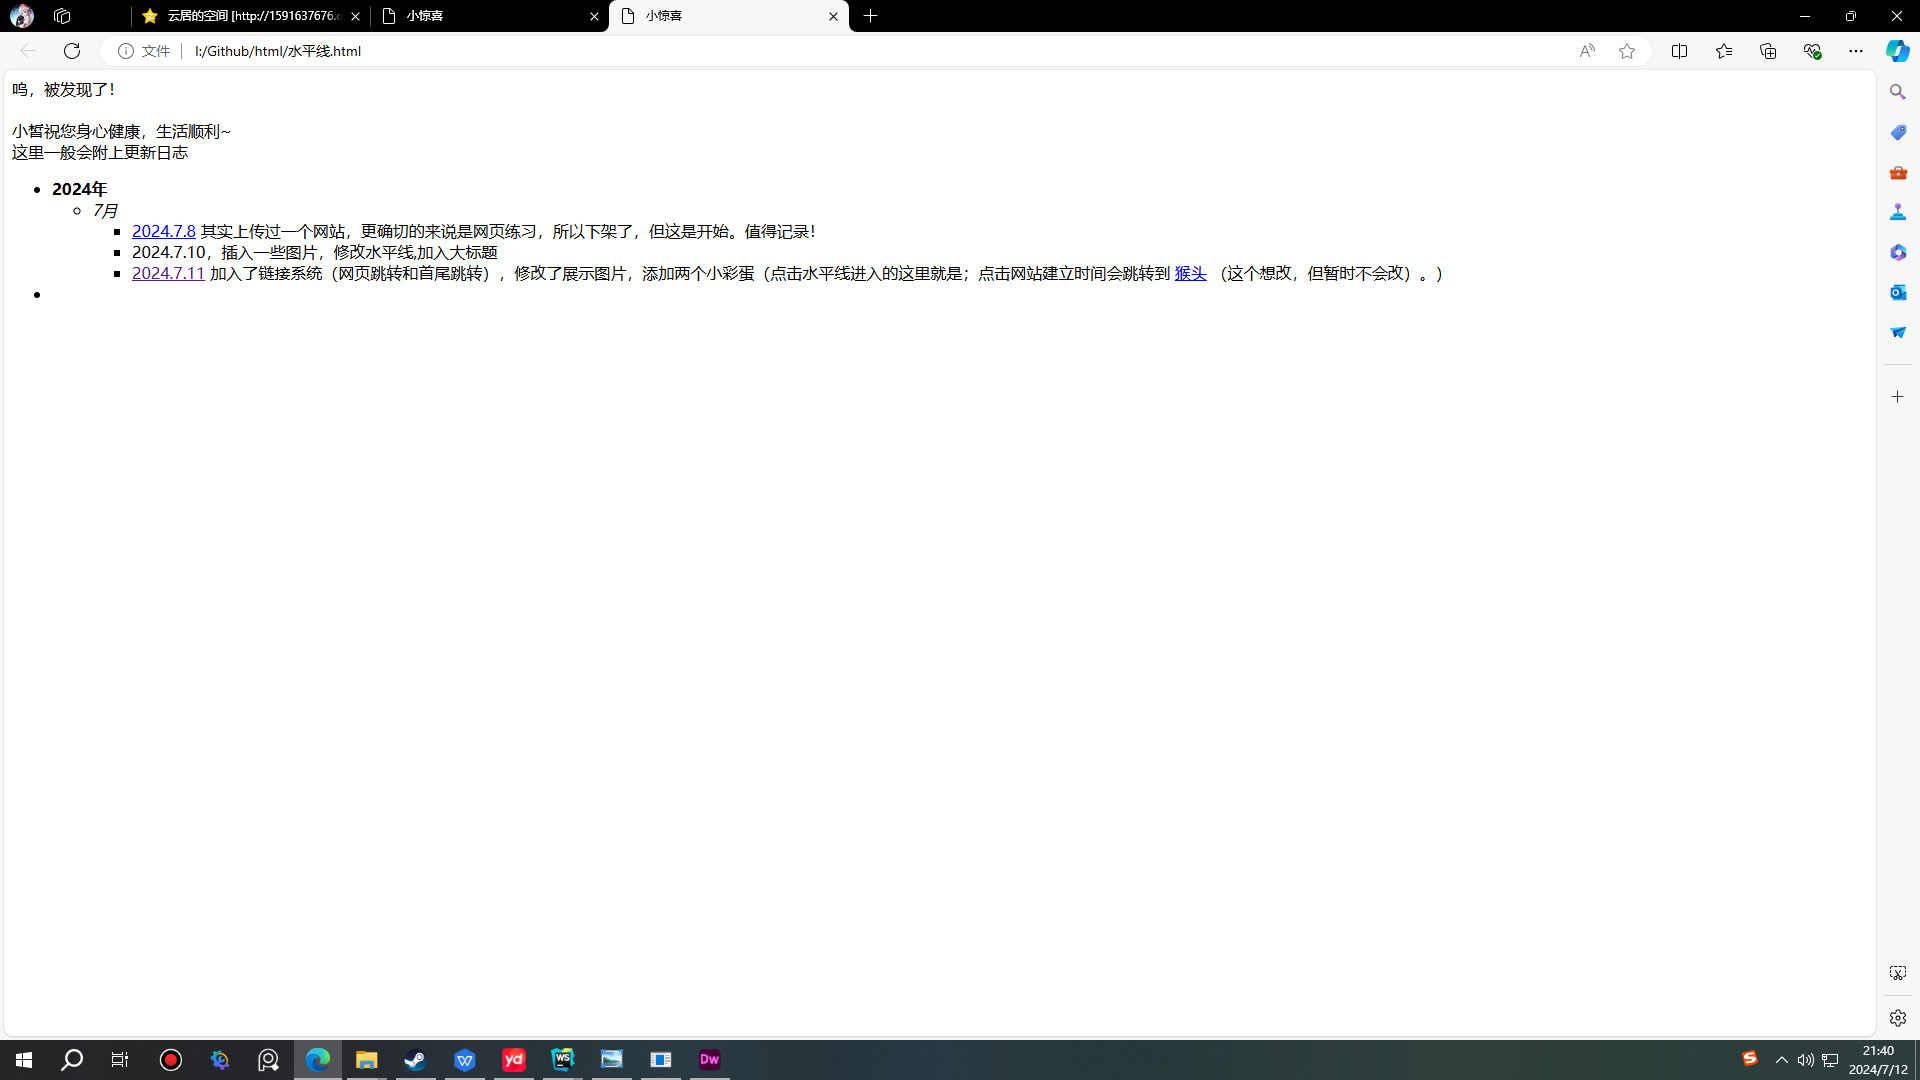 云居的空间 [http://1591637676.q
小惊喜
小惊喜
文件
I:/Github/html/水平线.html
呜，被发现了！
小皙祝您身心健康，生活顺利~
这里一般会附上更新日志
2024年
7月
2024.7.8 其实上传过一个网站，更确切的来说是网页练习，所以下架了，但这是开始。值得记录！
2024.7.10，插入一些图片，修改水平线,加入大标题
2024.7.11 加入了链接系统（网页跳转和首尾跳转），修改了展示图片，添加两个小彩蛋（点击水平线进入的这里就是；点击网站建立时间会跳转到 猴头 （这个想改，但暂时不会改）。）
yd
WS
Dw
21:40
2024/7/12